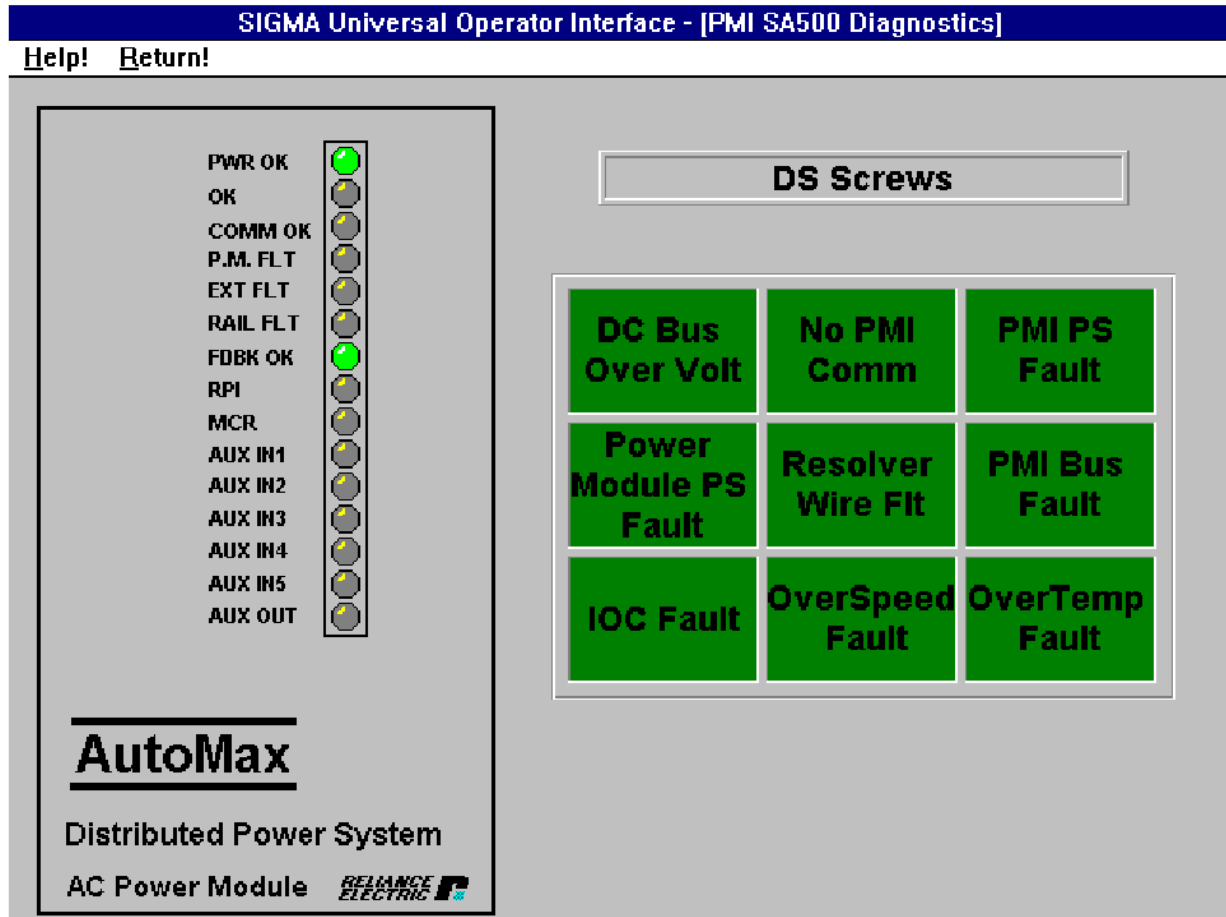 SIGMA Universal Operator Interface - [PMI SA500 Diagnostics]
Help! Return!
PWR OK
OK
COMM OK
P.M. FLT
EXT FLT
RAIL FLT
FDBK OK
RPI
MCR
AUX IN1
AUX IN2
AUX IN3
AUX IN4
AUX IN5
AUX OUT
AutoMax
Distributed Power System
AC Power Module
RELIANCE
ELECTRIC
DS Screws
DC Bus
Over Volt
No PMI
Comm
PMI PS
Fault
Power
Module PS
Fault
Resolver
Wire Flt
PMI Bus
Fault
IOC Fault
OverSpeed
Fault
OverTemp
Fault